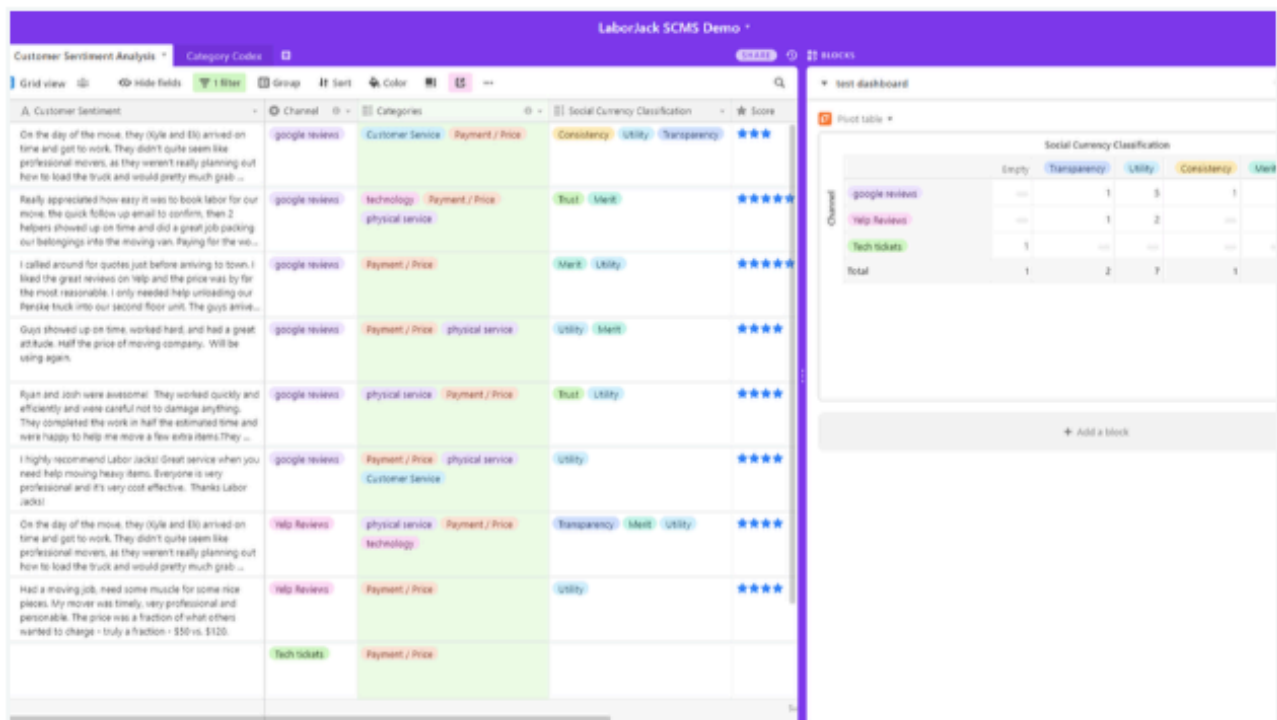 LaborJack SCMS Demo
Customer Sentiment Analysis
Category Codex
SHARE
BLOCKS
Grid view
Hide fields
1 filter
Group
Sort
Color
Customer Sentiment
Channel
Categories
Social Currency Classification
Score
On the day of the move, they (Kyle and Eli) arrived on
time and got to work. They didn't quite seem like
professional movers, as they weren't really planning out
how to load the truck and would pretty much grab ...
google reviews
Customer Service Payment / Price
Consistency Utility Transparency
Really appreciated how easy it was to book labor for our
move, the quick follow up email to confirm, then 2
helpers showed up on time and did a great job packing
our belongings into the moving van. Paying for the wo...
google reviews
technology Payment / Price
physical service
Trust Merit
I called around for quotes just before arriving to town. I
liked the great reviews on Yelp and the price was by far
the most reasonable. I only needed help unloading our
Penske truck into our second floor unit. The guys arrive...
google reviews
Payment / Price
Merit Utility
Guys showed up on time, worked hard, and had a great
attitude. Half the price of moving company. Will be
using again.
google reviews
Payment / Price physical service
Utility Merit
Ryan and Josh were awesome! They worked quickly and
efficiently and were careful not to damage anything.
They completed the work in half the estimated time and
were happy to help me move a few extra items.They ...
google reviews
physical service Payment / Price
Trust Utility
I highly recommend Labor Jacks! Great service when you
need help moving heavy items. Everyone is very
professional and it's very cost effective. Thanks Labor
Jacks!
google reviews
Payment / Price physical service
Customer Service
Utility
On the day of the move, they (Kyle and Eli) arrived on
time and got to work. They didn't quite seem like
professional movers, as they weren't really planning out
how to load the truck and would pretty much grab ...
Yelp Reviews
physical service Payment / Price
technology
Transparency Merit Utility
Had a moving job, need some muscle for some nice
pieces. My mover was timely, very professional and
personable. The price was a fraction of what others
wanted to charge - truly a fraction - $50 vs. $120.
Yelp Reviews
Payment / Price
Utility
Tech tickets
Payment / Price
test dashboard
Pivot table
Social Currency Classification
Empty Transparency Utility Consistency Merit
Channel
google reviews 1 5 1
Yelp Reviews 1 2
Tech tickets 1
Total 1 2 7 1
+ Add a block